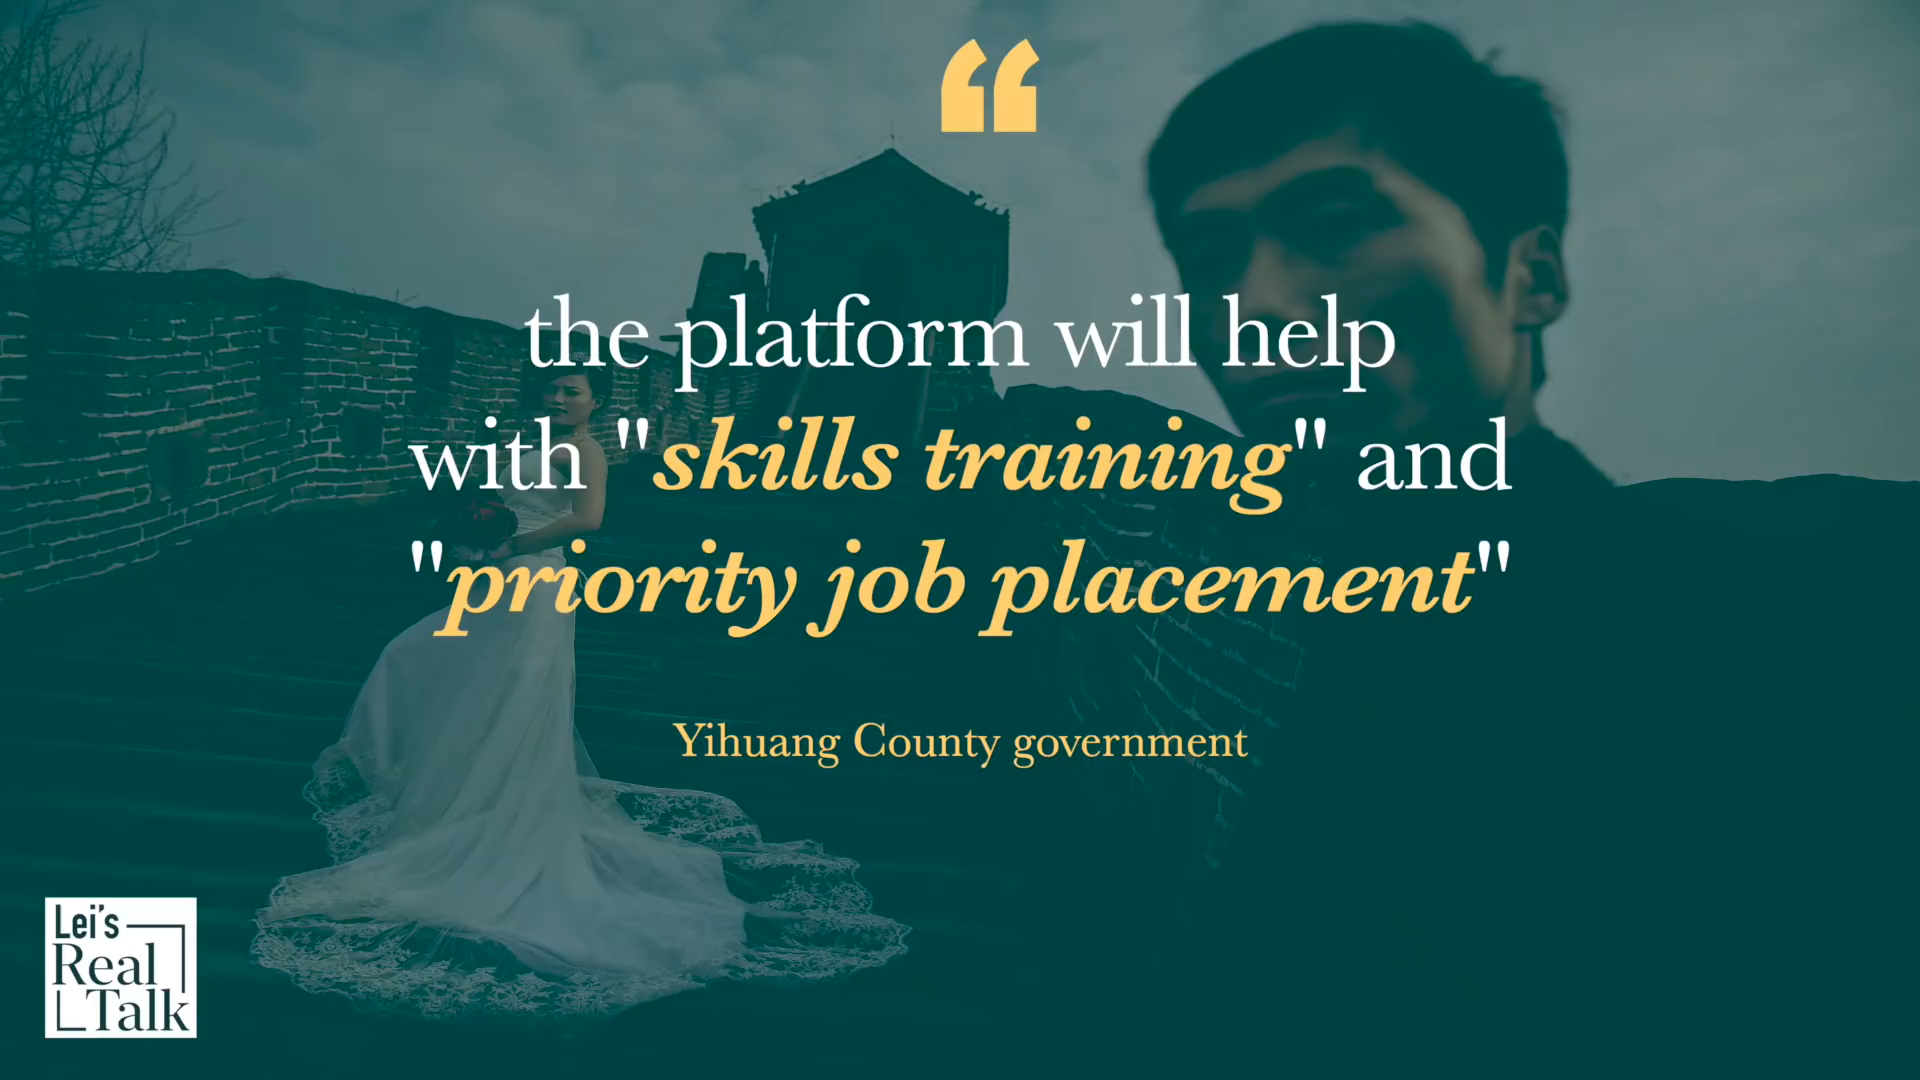 “
the platform will help
with "skills training" and
"priority job placement"
Yihuang County government
Lei's
Real
Talk